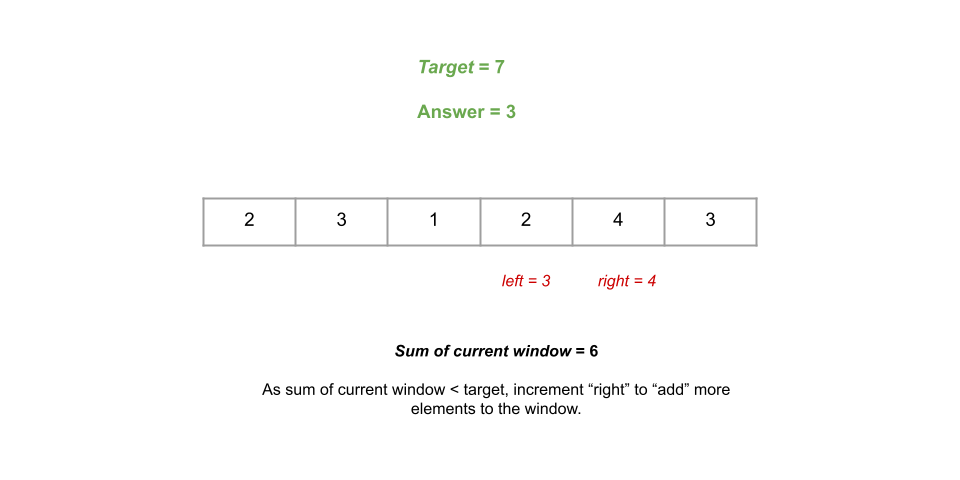 Target = 7
Answer = 3
2 3 1 2 4 3
left = 3 right = 4
Sum of current window = 6
As sum of current window < target, increment “right” to “add” more
elements to the window.